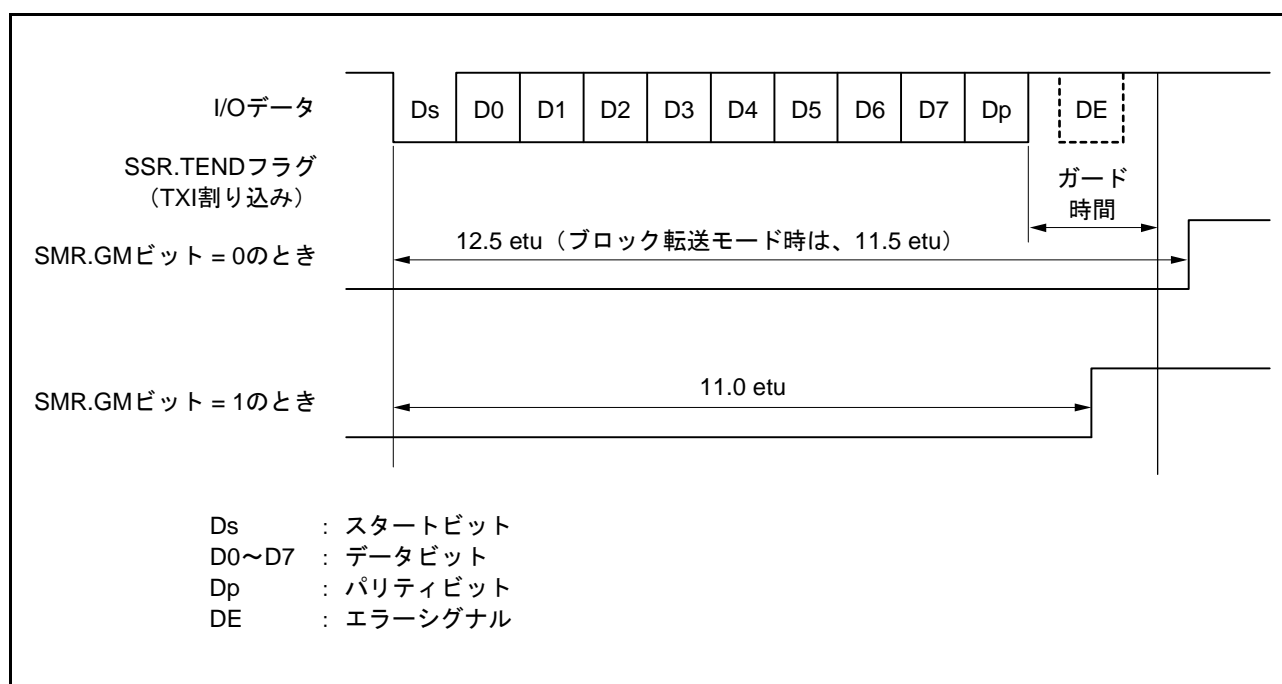 I/Oデータ
Ds D0 D1 D2 D3 D4 D5 D6 D7 Dp DE
SSR.TENDフラグ
（TXI割り込み）
ガード
時間
SMR.GMビット = 0のとき
12.5 etu（ブロック転送モード時は、11.5 etu）
SMR.GMビット = 1のとき
11.0 etu
Ds : スタートビット
D0～D7 : データビット
Dp : パリティビット
DE : エラーシグナル